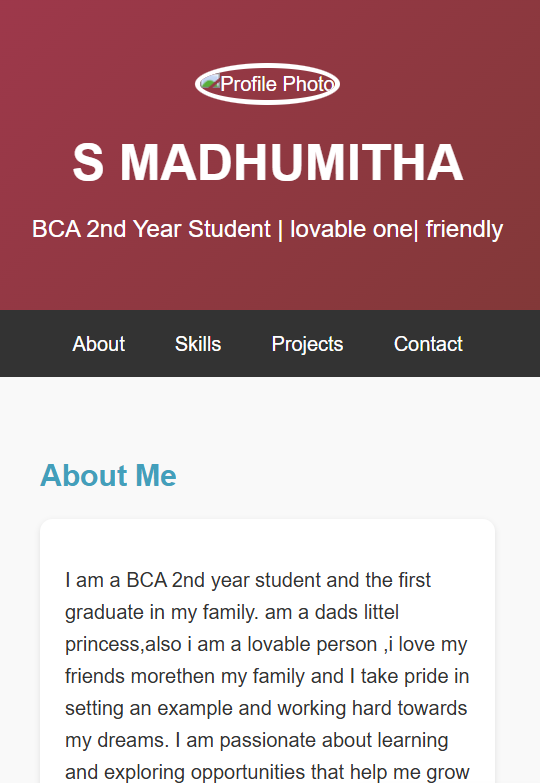 Profile Photo
S MADHUMITHA
BCA 2nd Year Student | lovable one| friendly
About Skills Projects Contact
About Me
I am a BCA 2nd year student and the first
graduate in my family. am a dads littel
princess,also i am a lovable person ,i love my
friends morethen my family and I take pride in
setting an example and working hard towards
my dreams. I am passionate about learning
and exploring opportunities that help me grow